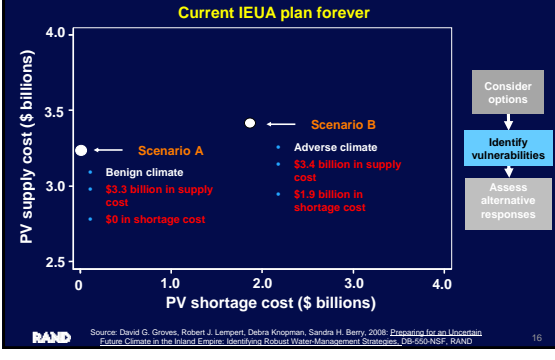 Current IEUA plan forever
PV supply cost ($ billions)
4.0
3.5
3.0
2.5
0
1.0
2.0
3.0
4.0
PV shortage cost ($ billions)
Scenario A
• Benign climate
• $3.3 billion in supply
cost
• $0 in shortage cost
Scenario B
• Adverse climate
• $3.4 billion in supply
cost
• $1.9 billion in
shortage cost
Consider
options
Identify
vulnerabilities
Assess
alternative
responses
RAND
Source: David G. Groves, Robert J. Lempert, Debra Knopman, Sandra H. Berry, 2008: Preparing for an Uncertain
Future Climate in the Inland Empire: Identifying Robust Water-Management Strategies, DB-550-NSF, RAND
16